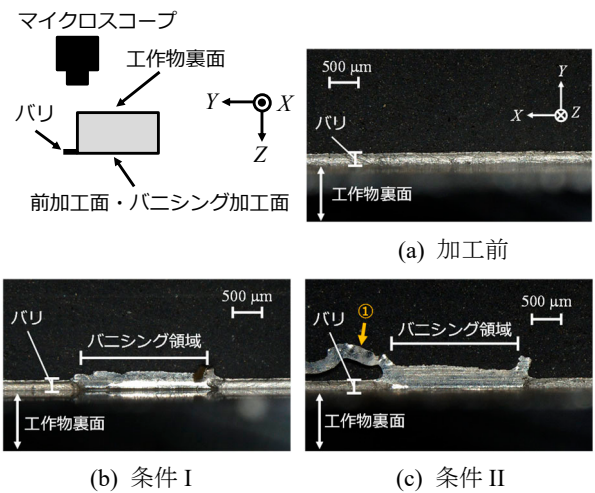 マイクロスコープ
工作物裏面
バリ
Y
X
Z
前加工面・バニシング加工面
500 μm
Y
X
Z
バリ
工作物裏面
(a) 加工前
500 μm
バリ
バニシング領域
工作物裏面
(b) 条件 I
500 μm
①
バリ
バニシング領域
工作物裏面
(c) 条件 II